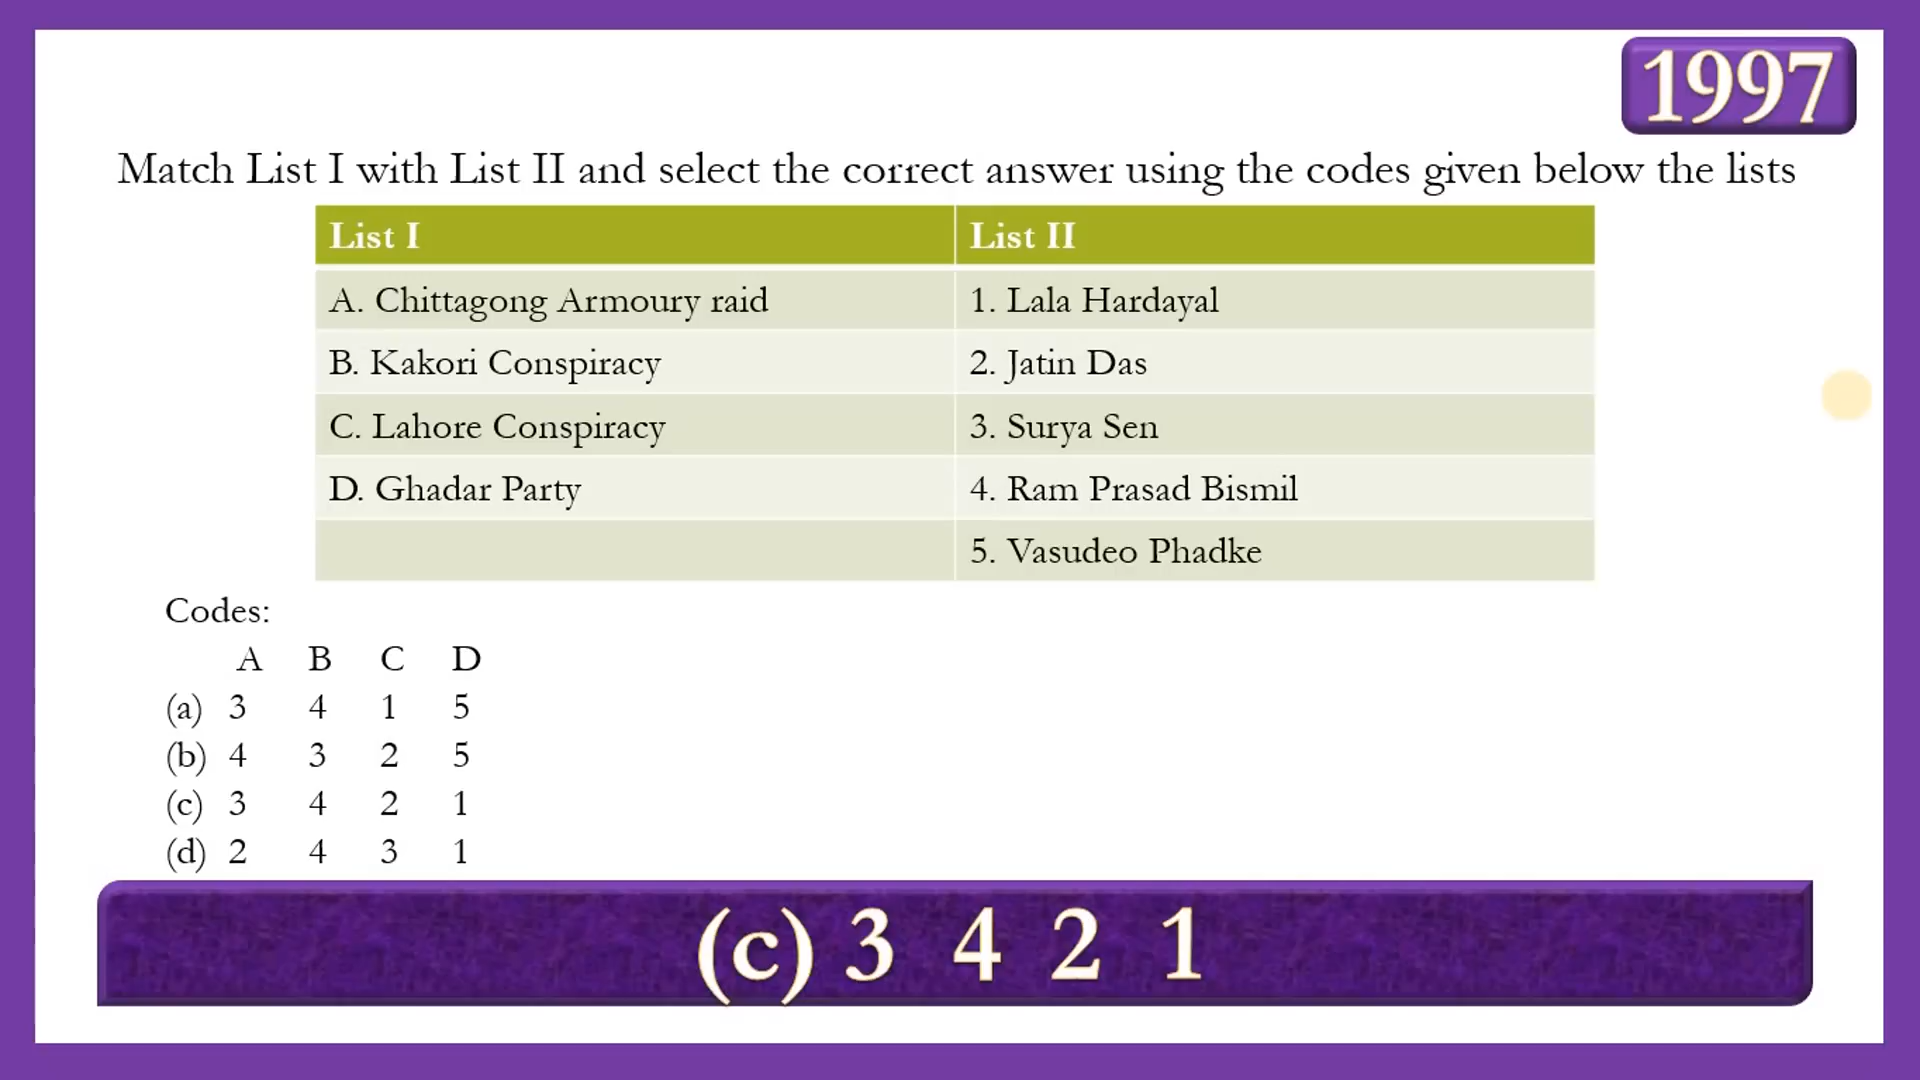 1997
Match List I with List II and select the correct answer using the codes given below the lists
List I List II
A. Chittagong Armoury raid 1. Lala Hardayal
B. Kakori Conspiracy 2. Jatin Das
C. Lahore Conspiracy 3. Surya Sen
D. Ghadar Party 4. Ram Prasad Bismil
5. Vasudeo Phadke
Codes:
A B C D
(a) 3 4 1 5
(b) 4 3 2 5
(c) 3 4 2 1
(d) 2 4 3 1
(c) 3 4 2 1